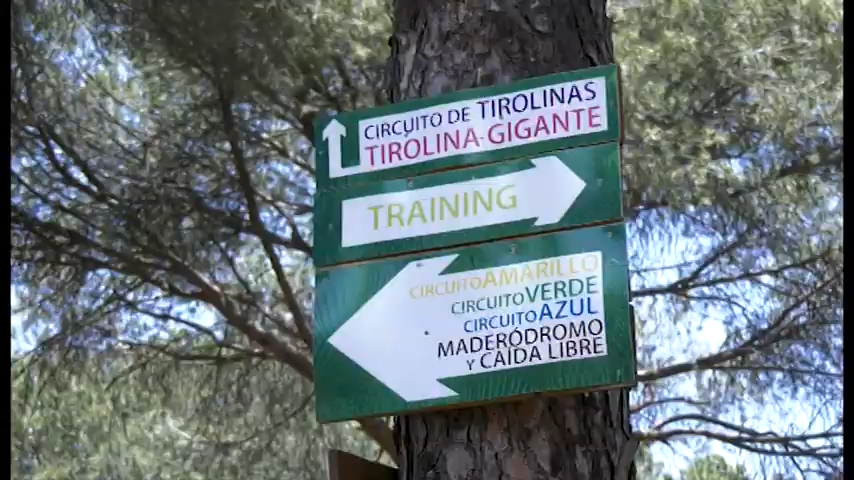 CIRCUITO DE TIROLINAS
TIROLINA-GIGANTE
TRAINING
CIRCUITO AMARILLO
CIRCUITO VERDE
CIRCUITO AZUL
MADERÓDROMO
Y CAÍDA LIBRE